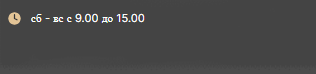 сб - вс с 9.00 до 15.00